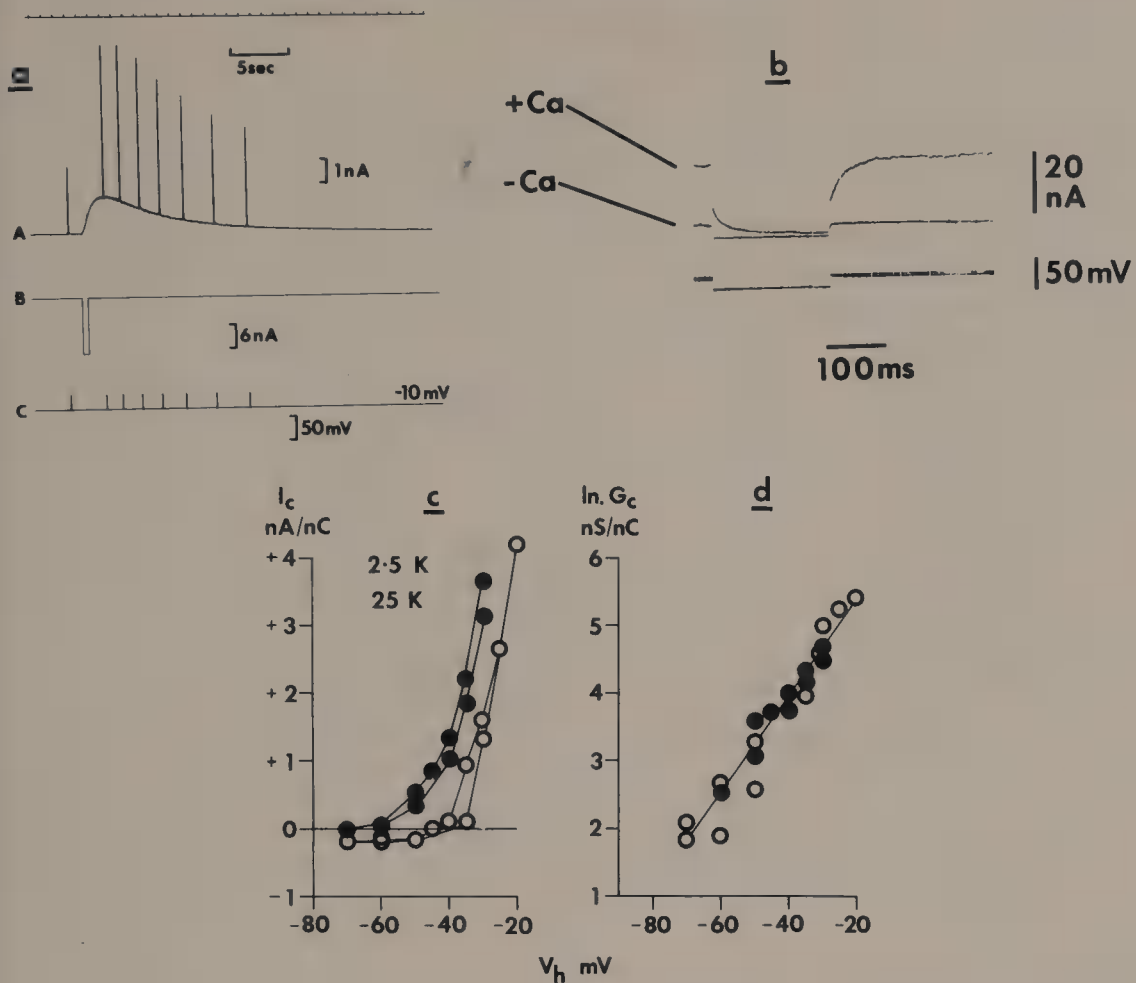 a
5sec
1nA
A
B
6nA
C
-10mV
50mV
b
+Ca
-Ca
20
nA
50mV
100ms
c
Ic
nA/nC
2·5 K
25 K
+4
+3
+2
+1
0
-1
-80
-60
-40
-20
d
ln. Gc
nS/nC
6
5
4
3
2
1
-80
-60
-40
-20
Vh mV